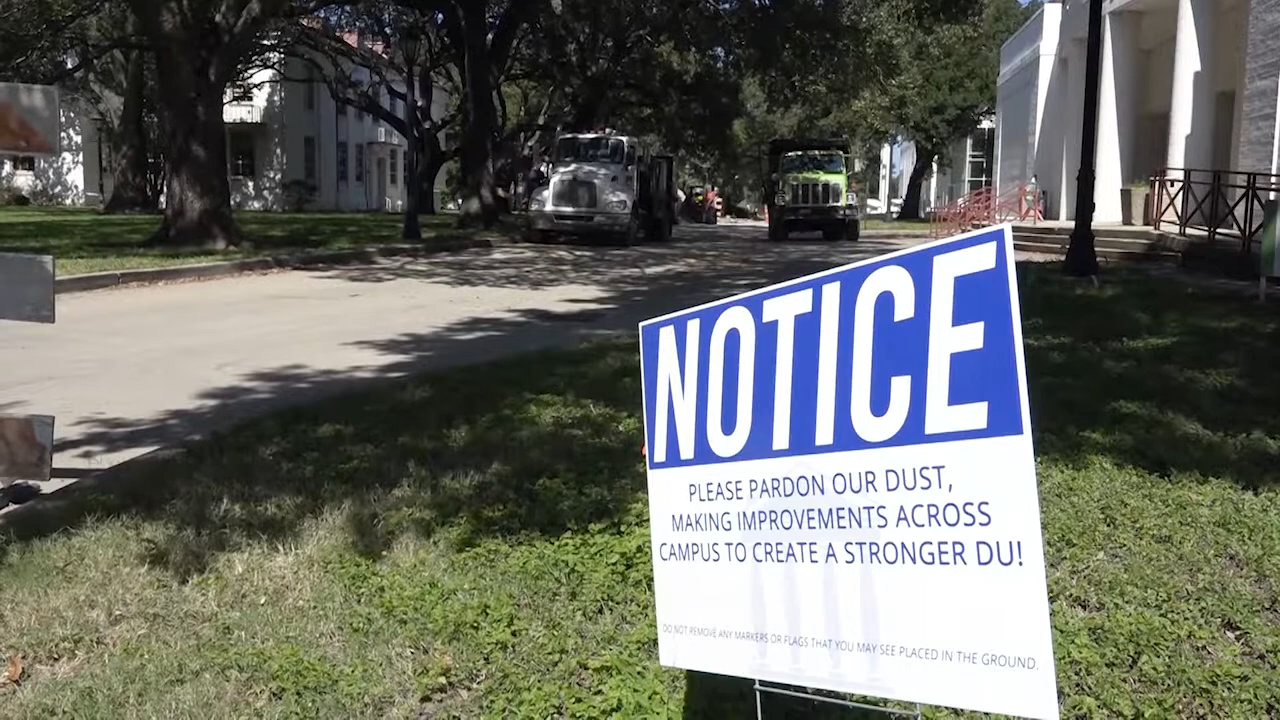 NOTICE
PLEASE PARDON OUR DUST,
MAKING IMPROVEMENTS ACROSS
CAMPUS TO CREATE A STRONGER DU!
DO NOT REMOVE ANY MARKERS OR FLAGS THAT YOU MAY SEE PLACED IN THE GROUND.